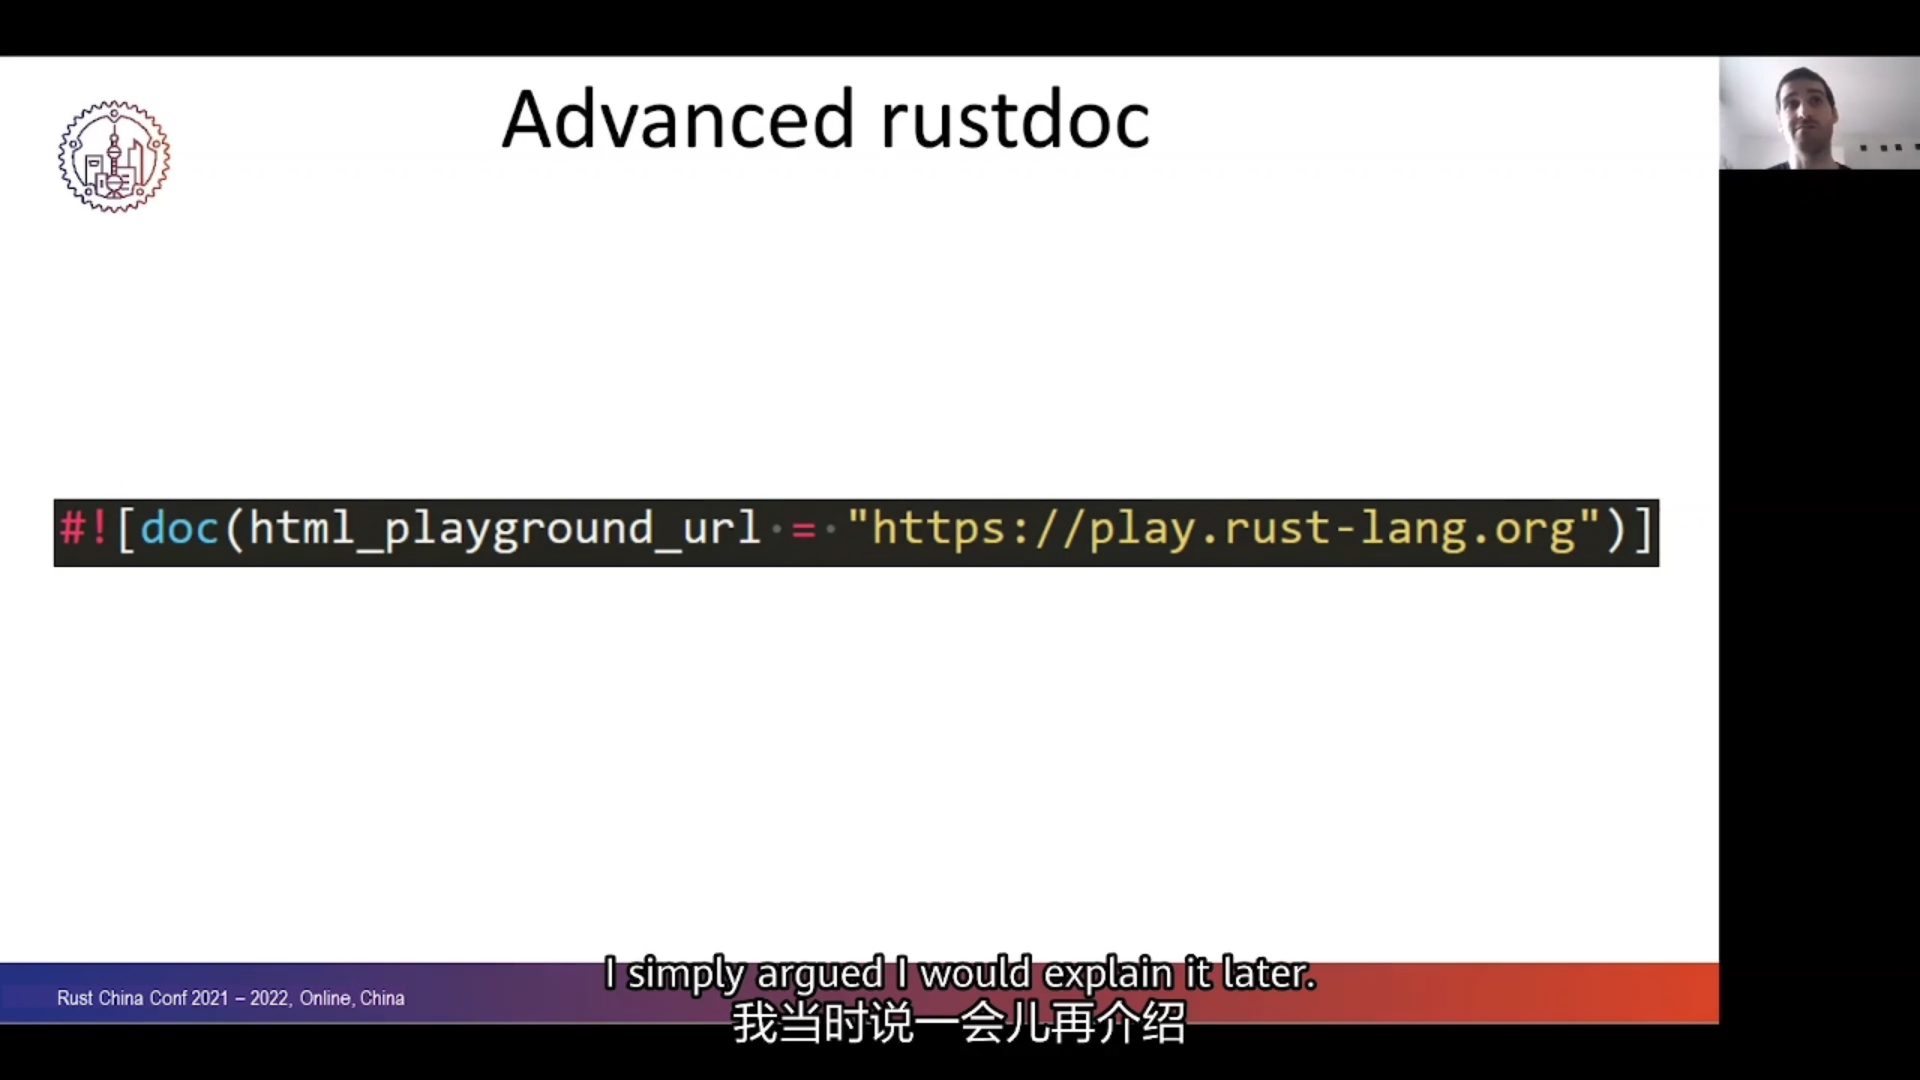 Advanced rustdoc
#![doc(html_playground_url = "https://play.rust-lang.org")]
I simply argued I would explain it later.
Rust China Conf 2021 – 2022, Online, China
我当时说一会儿再介绍